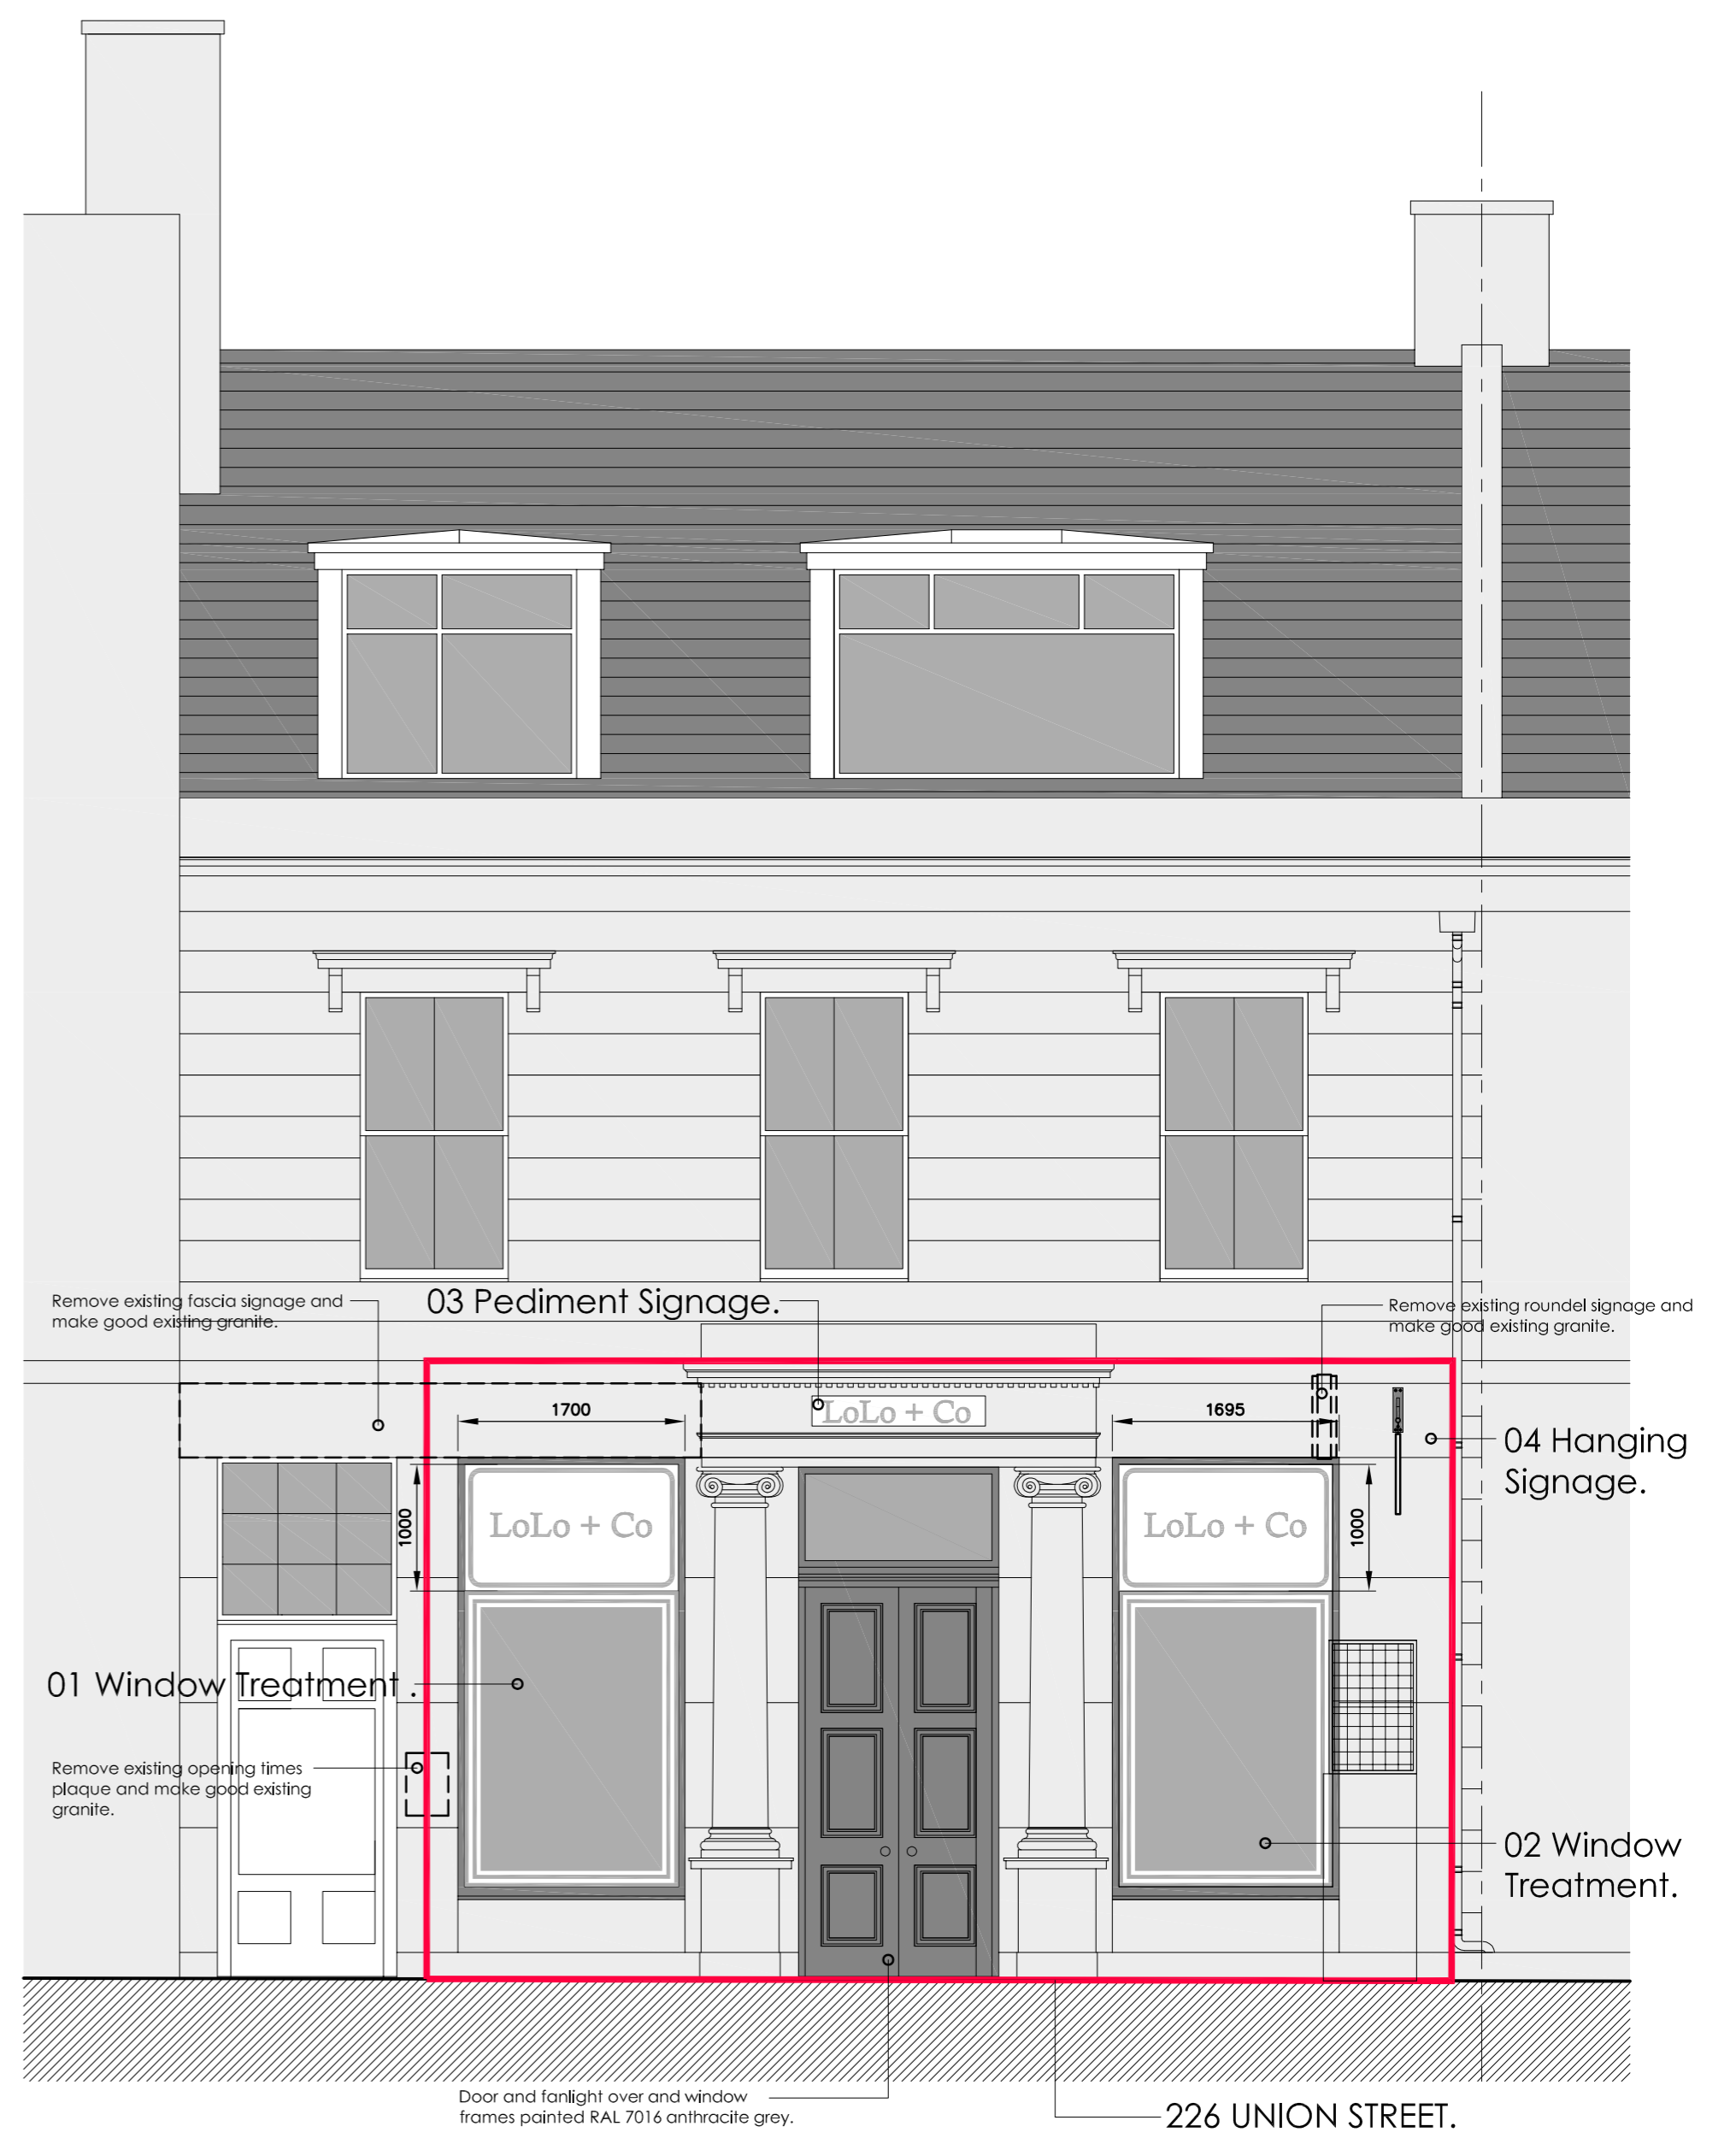 Remove existing fascia signage and
make good existing granite.
03 Pediment Signage.
Remove existing roundel signage and
make good existing granite.
1700
LoLo + Co
1695
04 Hanging
Signage.
1000
LoLo + Co
LoLo + Co
1000
01 Window Treatment .
Remove existing opening times
plaque and make good existing
granite.
02 Window
Treatment.
Door and fanlight over and window
frames painted RAL 7016 anthracite grey.
226 UNION STREET.